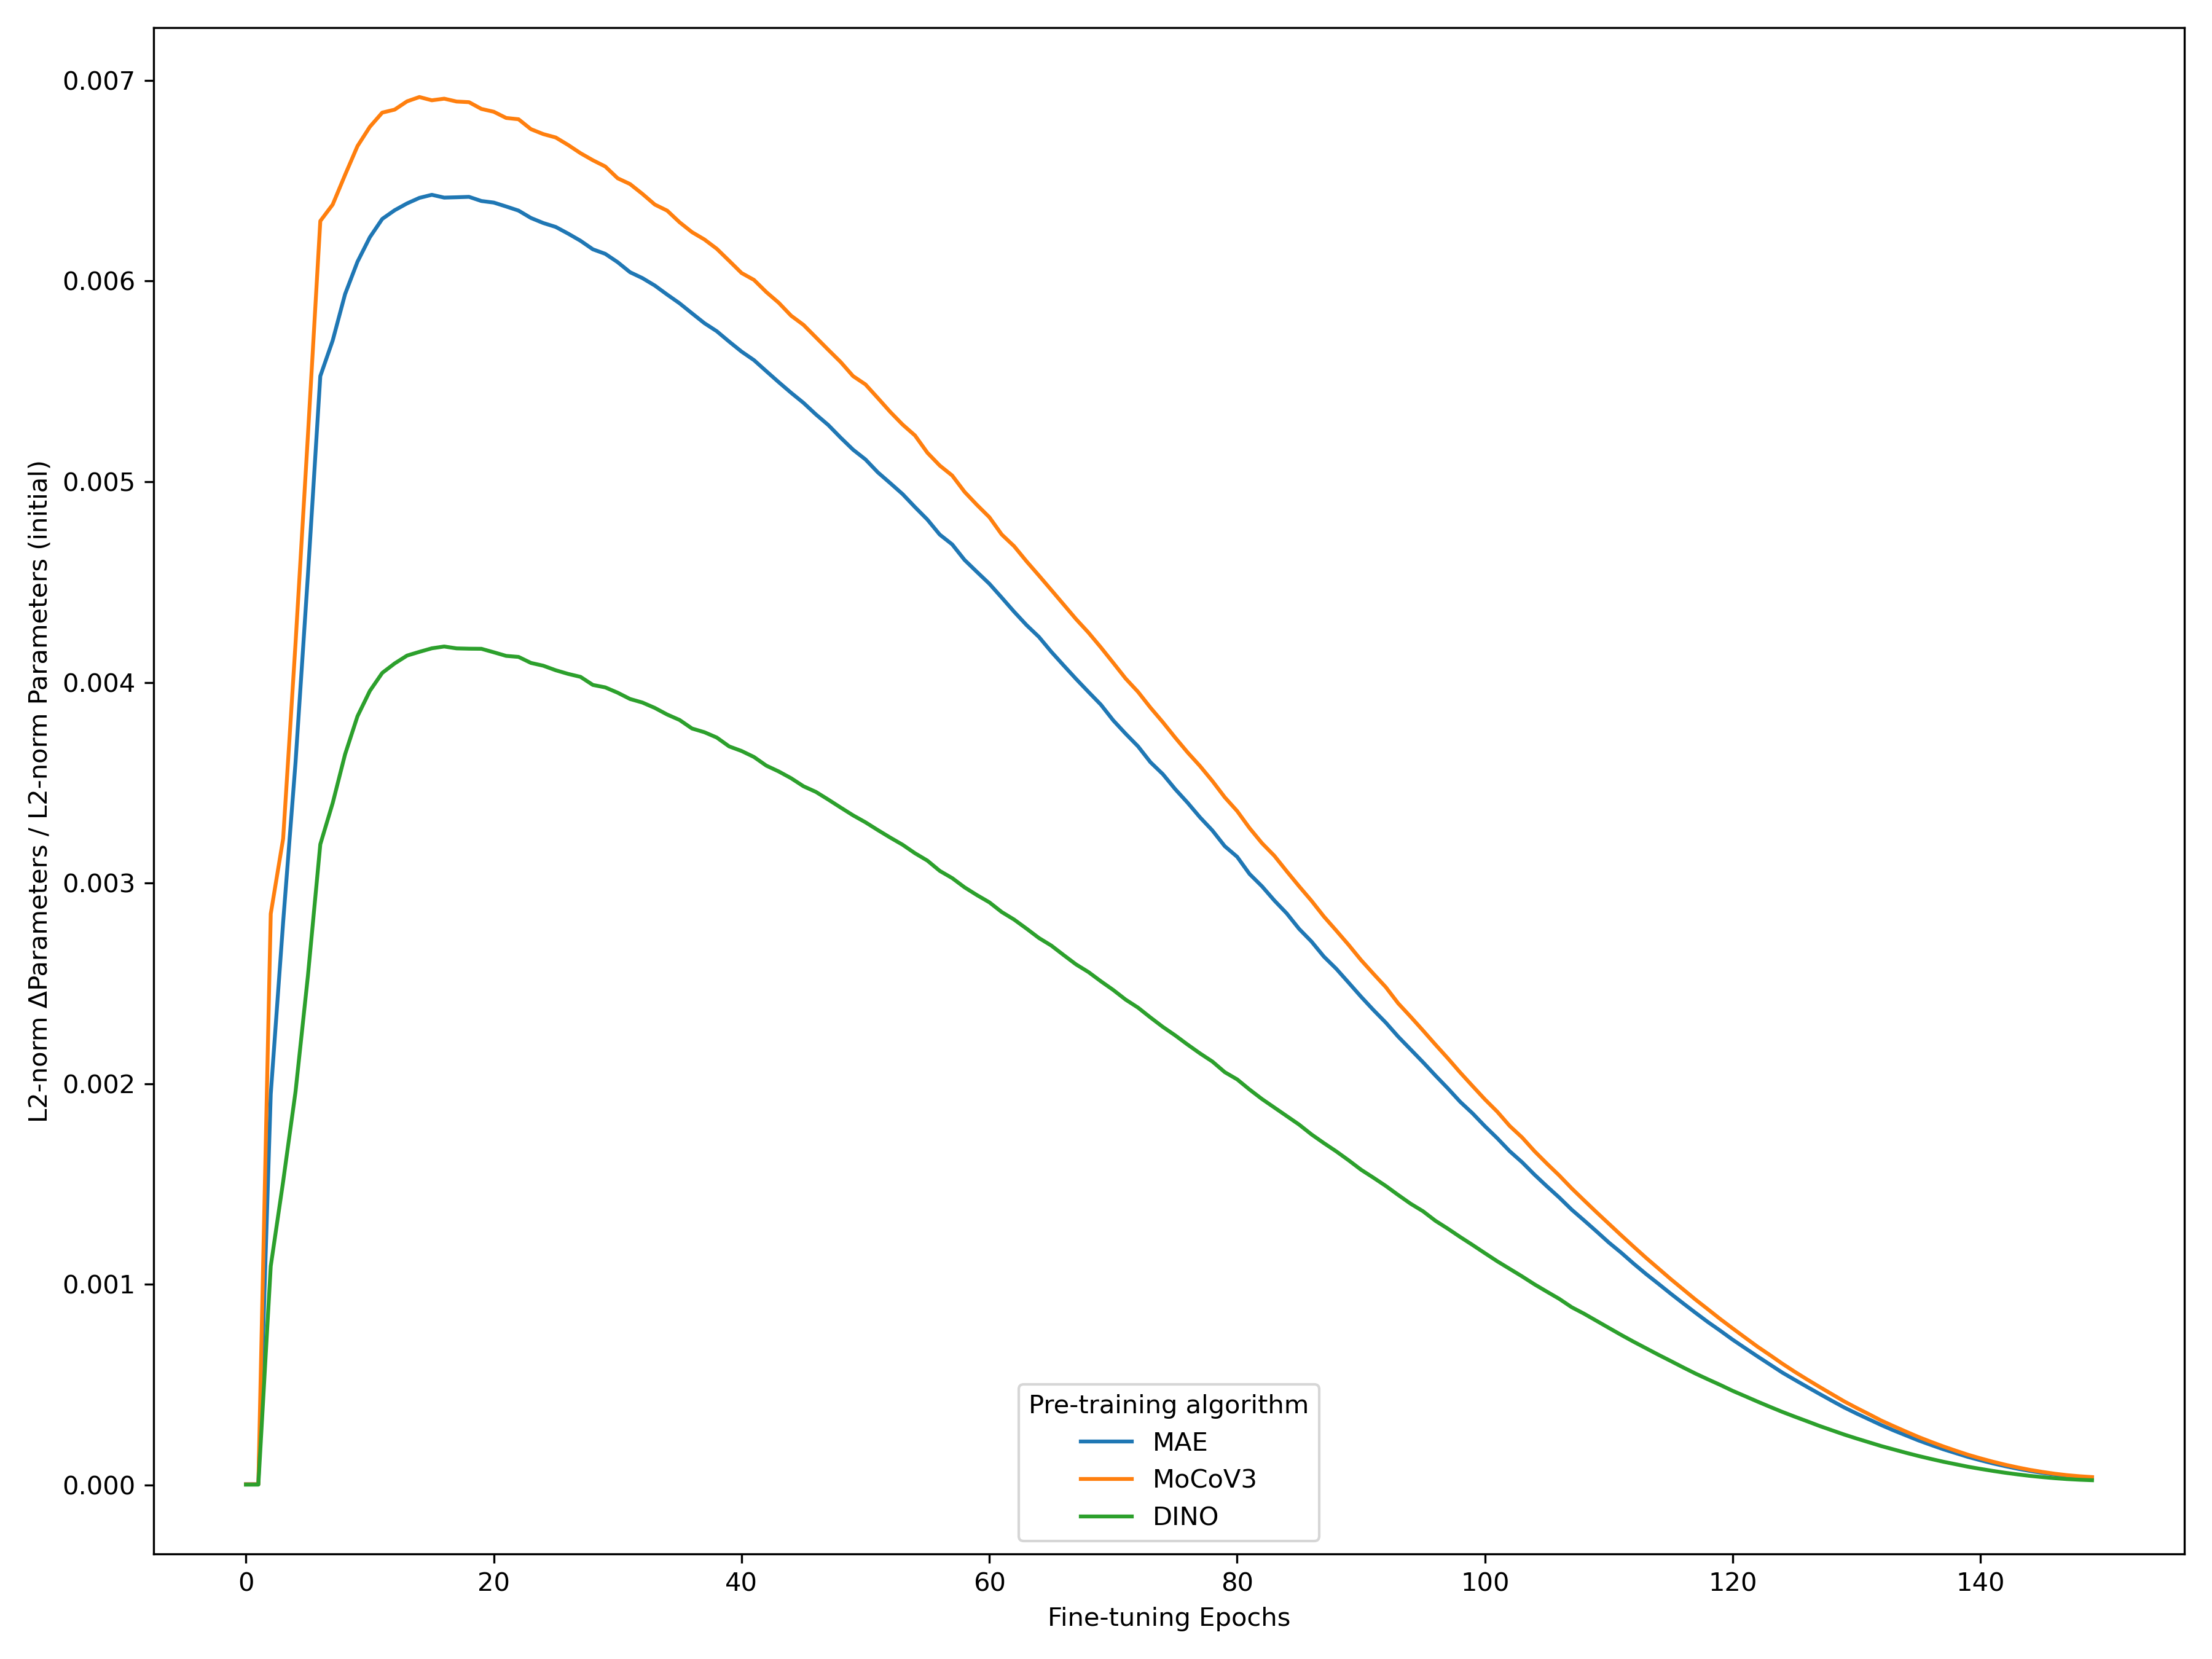 0.007
0.006
0.005
0.004
0.003
0.002
0.001
0.000
L2-norm ΔParameters / L2-norm Parameters (initial)
Pre-training algorithm
MAE
MoCoV3
DINO
0 20 40 60 80 100 120 140
Fine-tuning Epochs